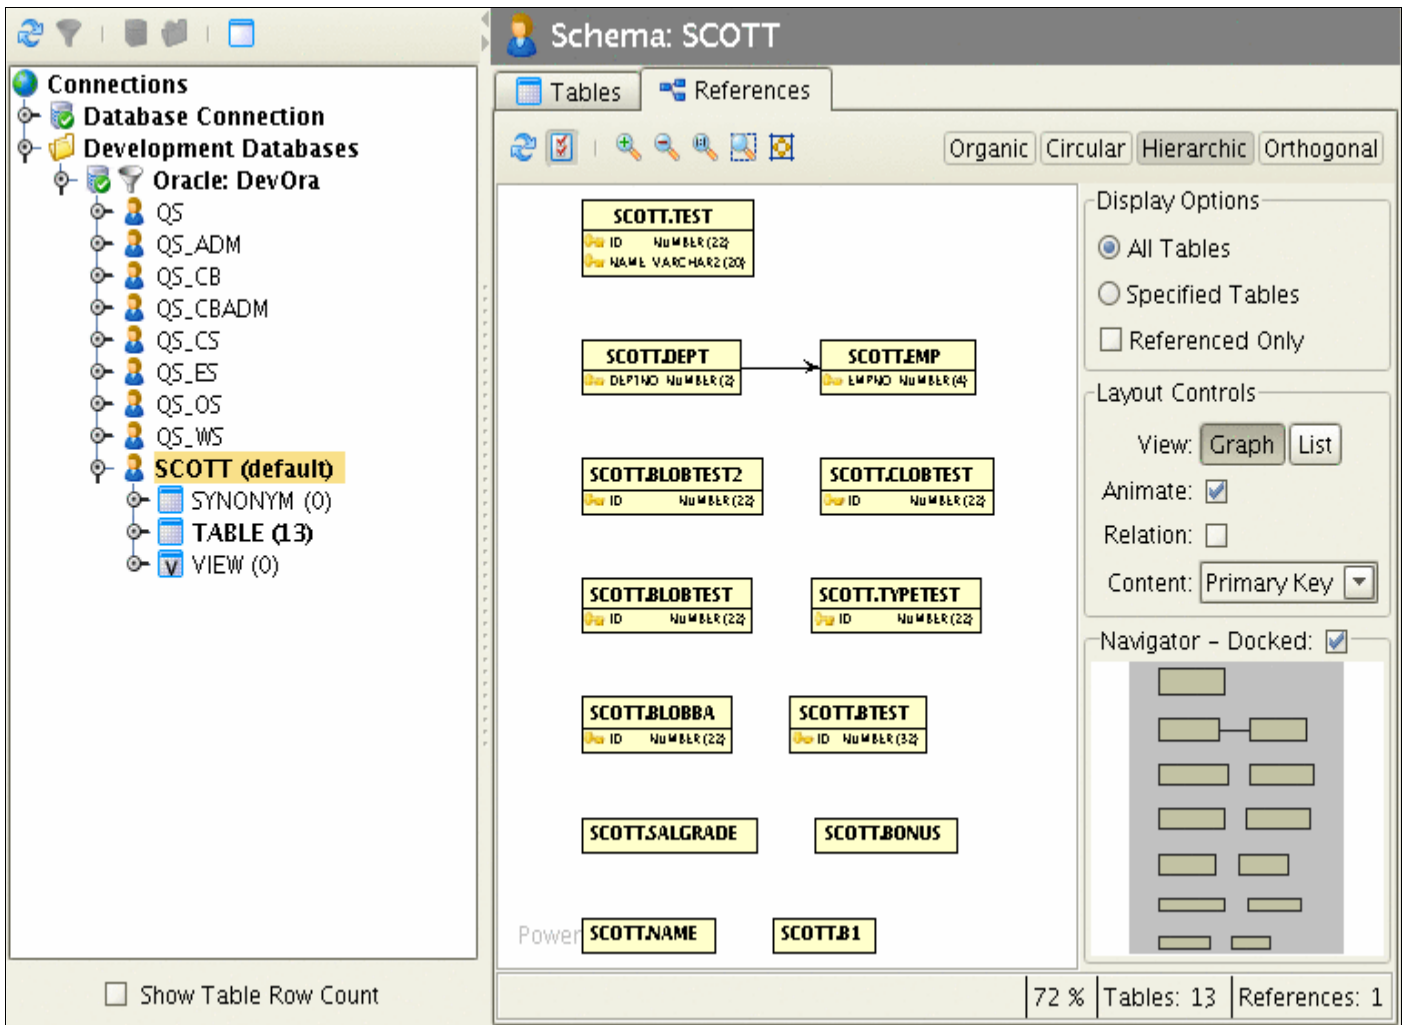 Connections
Database Connection
Development Databases
Oracle: DevOra
QS
QS_ADM
QS_CB
QS_CBADM
QS_CS
QS_ES
QS_OS
QS_WS
SCOTT (default)
SYNONYM (0)
TABLE (13)
VIEW (0)
Show Table Row Count
Schema: SCOTT
Tables
References
Organic
Circular
Hierarchic
Orthogonal
SCOTT.TEST
ID NUMBER(22)
NAME VARCHAR2(20)
SCOTT.DEPT
DEPTNO NUMBER(2)
SCOTT.EMP
EMPNO NUMBER(4)
SCOTT.BLOBTEST2
ID NUMBER(22)
SCOTT.CLOBTEST
ID NUMBER(22)
SCOTT.BLOBTEST
ID NUMBER(22)
SCOTT.TYPETEST
ID NUMBER(22)
SCOTT.BLOBBA
ID NUMBER(22)
SCOTT.BTEST
ID NUMBER(32)
SCOTT.SALGRADE
SCOTT.BONUS
Power
SCOTT.NAME
SCOTT.B1
Display Options
All Tables
Specified Tables
Referenced Only
Layout Controls
View: Graph List
Animate:
Relation:
Content: Primary Key
Navigator - Docked:
V
72 %
Tables: 13
References: 1